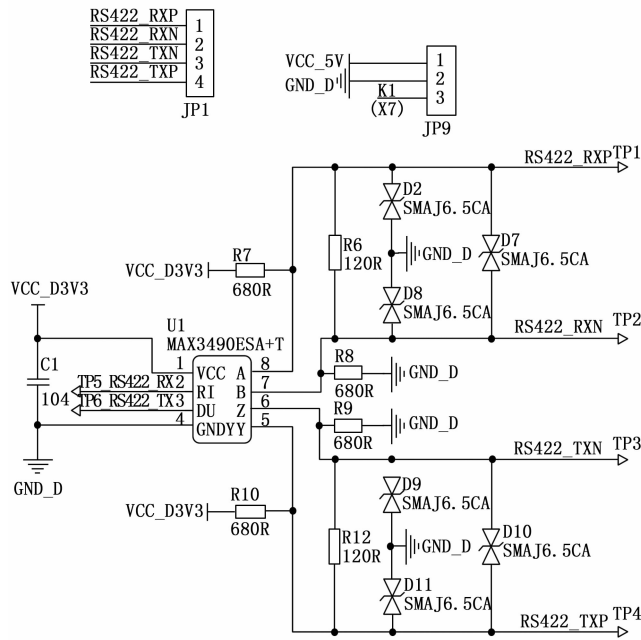 RS422_RXP
RS422_RXN
RS422_TXN
RS422_TXP
1
2
3
4
JP1
VCC_5V
GND_D
K1
(X7)
1
2
3
JP9
RS422_RXP TP1
D2
SMAJ6.5CA
R6
120R
GND_D
D7
SMAJ6.5CA
R7
VCC_D3V3
680R
D8
SMAJ6.5CA
VCC_D3V3
U1
MAX3490ESA+T
RS422_RXN TP2
C1
104
1 VCC A 8
TP5_RS422_RX 2 RI B 7
TP6_RS422_TX 3 DU Z 6
4 GNDYY 5
R8
680R
GND_D
R9
680R
GND_D
GND_D
RS422_TXN TP3
R10
VCC_D3V3
680R
D9
SMAJ6.5CA
R12
120R
GND_D
D10
SMAJ6.5CA
D11
SMAJ6.5CA
RS422_TXP TP4